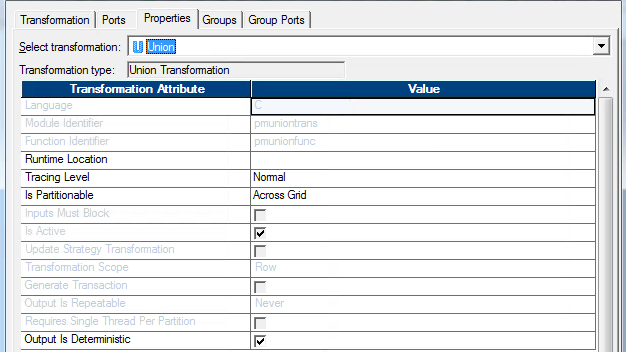 Transformation Ports Properties Groups Group Ports
Select transformation: U Union
Transformation type: Union Transformation
Transformation Attribute Value
Language C
Module Identifier pmuniontrans
Function Identifier pmunionfunc
Runtime Location
Tracing Level Normal
Is Partitionable Across Grid
Inputs Must Block
Is Active
Update Strategy Transformation
Transformation Scope Row
Generate Transaction
Output Is Repeatable Never
Requires Single Thread Per Partition
Output Is Deterministic